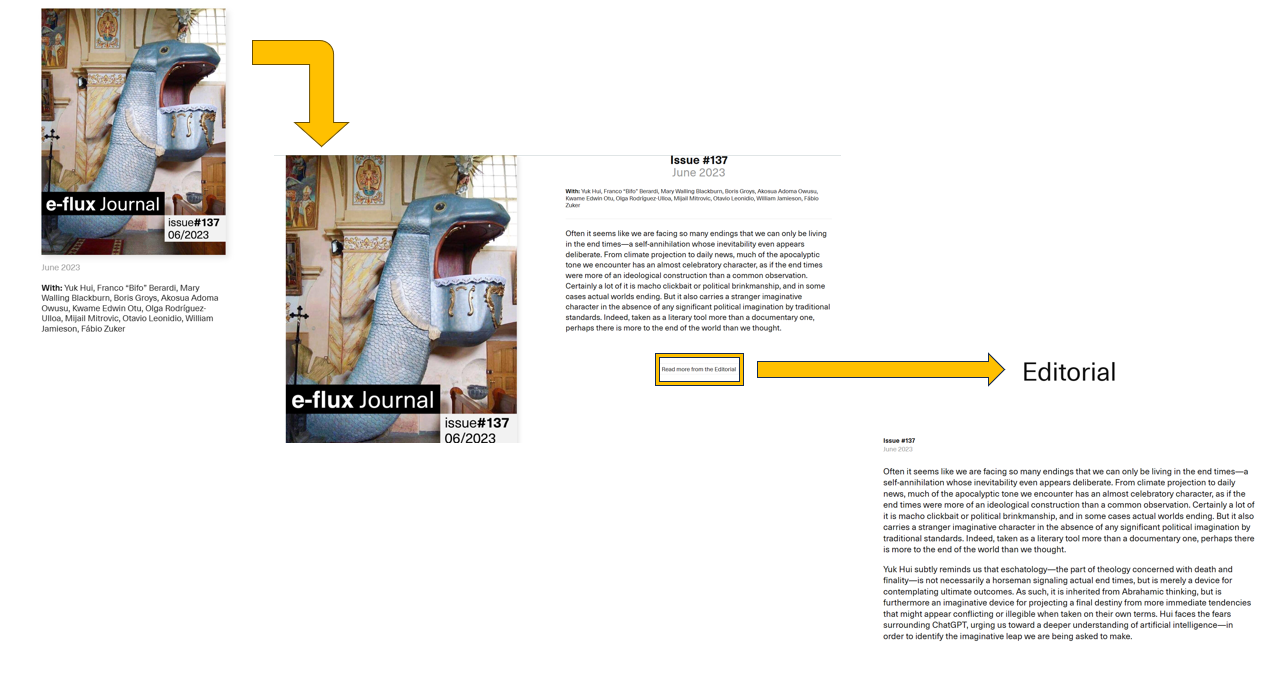 e-flux Journal
issue#137
06/2023
June 2023
With: Yuk Hui, Franco “Bifo” Berardi, Mary
Walling Blackburn, Boris Groys, Akosua Adoma
Owusu, Kwame Edwin Otu, Olga Rodríguez-
Ulloa, Mijail Mitrovic, Otavio Leonidio, William
Jamieson, Fábio Zuker
e-flux Journal
issue#137
06/2023
Issue #137
June 2023
With: Yuk Hui, Franco “Bifo” Berardi, Mary Walling Blackburn, Boris Groys, Akosua Adoma Owusu,
Kwame Edwin Otu, Olga Rodríguez-Ulloa, Mijail Mitrovic, Otavio Leonidio, William Jamieson, Fábio
Zuker
Often it seems like we are facing so many endings that we can only be living
in the end times—a self-annihilation whose inevitability even appears
deliberate. From climate projection to daily news, much of the apocalyptic
tone we encounter has an almost celebratory character, as if the end times
were more of an ideological construction than a common observation.
Certainly a lot of it is macho clickbait or political brinkmanship, and in some
cases actual worlds ending. But it also carries a stranger imaginative
character in the absence of any significant political imagination by traditional
standards. Indeed, taken as a literary tool more than a documentary one,
perhaps there is more to the end of the world than we thought.
Read more from the Editorial
Editorial
Issue #137
June 2023
Often it seems like we are facing so many endings that we can only be living in the end times—a
self-annihilation whose inevitability even appears deliberate. From climate projection to daily
news, much of the apocalyptic tone we encounter has an almost celebratory character, as if the
end times were more of an ideological construction than a common observation. Certainly a lot of
it is macho clickbait or political brinkmanship, and in some cases actual worlds ending. But it also
carries a stranger imaginative character in the absence of any significant political imagination by
traditional standards. Indeed, taken as a literary tool more than a documentary one, perhaps there
is more to the end of the world than we thought.
Yuk Hui subtly reminds us that eschatology—the part of theology concerned with death and
finality—is not necessarily a horseman signaling actual end times, but is merely a device for
contemplating ultimate outcomes. As such, it is inherited from Abrahamic thinking, but is
furthermore an imaginative device for projecting a final destiny from more immediate tendencies
that might appear conflicting or illegible when taken on their own terms. Hui faces the fears
surrounding ChatGPT, urging us toward a deeper understanding of artificial intelligence—in
order to identify the imaginative leap we are being asked to make.